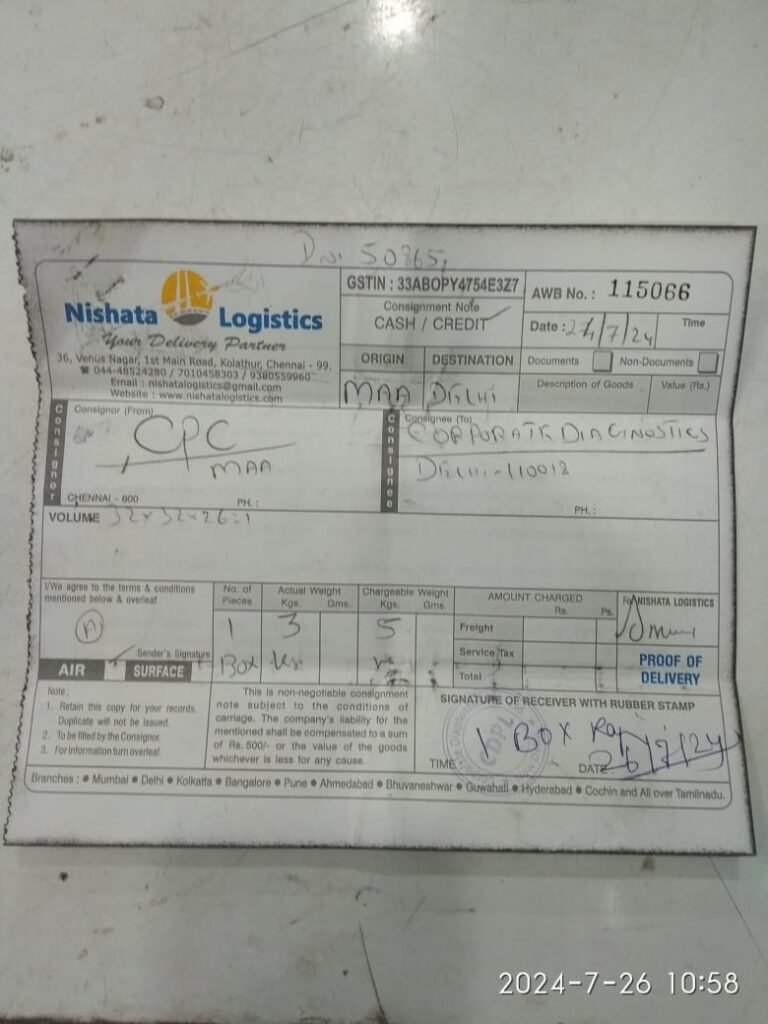 GSTIN : 33ABOPY4754E3Z7
AWB No. : 115066
Nishata Logistics
Your Delivery Partner
36, Venus Nagar, 1st Main Road, Kolathur, Chennai - 99.
☎ 044-48524280 / 7010458303 / 9380559960
Email : nishatalogistics@gmail.com
Website : www.nishatalogistics.com
Consignment Note
CASH / CREDIT
Date : 24/7/24
Time
ORIGIN
DESTINATION
Documents
Non-Documents
MAA
DELHI
Description of Goods
Value (Rs.)
Consignor
Consignor (From)
CPC
MAA
CHENNAI - 600
PH. :
Consignee
Consignee (To)
CORPORATE DIAGINOSTICS
DELHI-110018
PH. :
VOLUME 32x32x26=1
I/We agree to the terms & conditions
mentioned below & overleaf
Sender's Signature
AIR
SURFACE
No. of
Pieces
Actual Weight
Kgs. Gms.
Chargeable Weight
Kgs. Gms.
1
3
5
BOX
AMOUNT CHARGED
Rs. Ps.
Freight
Service Tax
Total
For NISHATA LOGISTICS
PROOF OF
DELIVERY
Note :
1. Retain this copy for your records.
Duplicate will not be issued.
2. To be filled by the Consignor.
3. For information turn overleaf.
This is non-negotiable consignment
note subject to the conditions of
carriage. The company's liability for the
mentioned shall be compensated to a sum
of Rs. 500/- or the value of the goods
whichever is less for any cause.
SIGNATURE OF RECEIVER WITH RUBBER STAMP
CDPL
1 BOX
TIME :
DATE
26/7/24
Branches : ● Mumbai ● Delhi ● Kolkatta ● Bangalore ● Pune ● Ahmedabad ● Bhuvaneshwar ● Guwahati ● Hyderabad ● Cochin and All over Tamilnadu.
2024-7-26 10:58